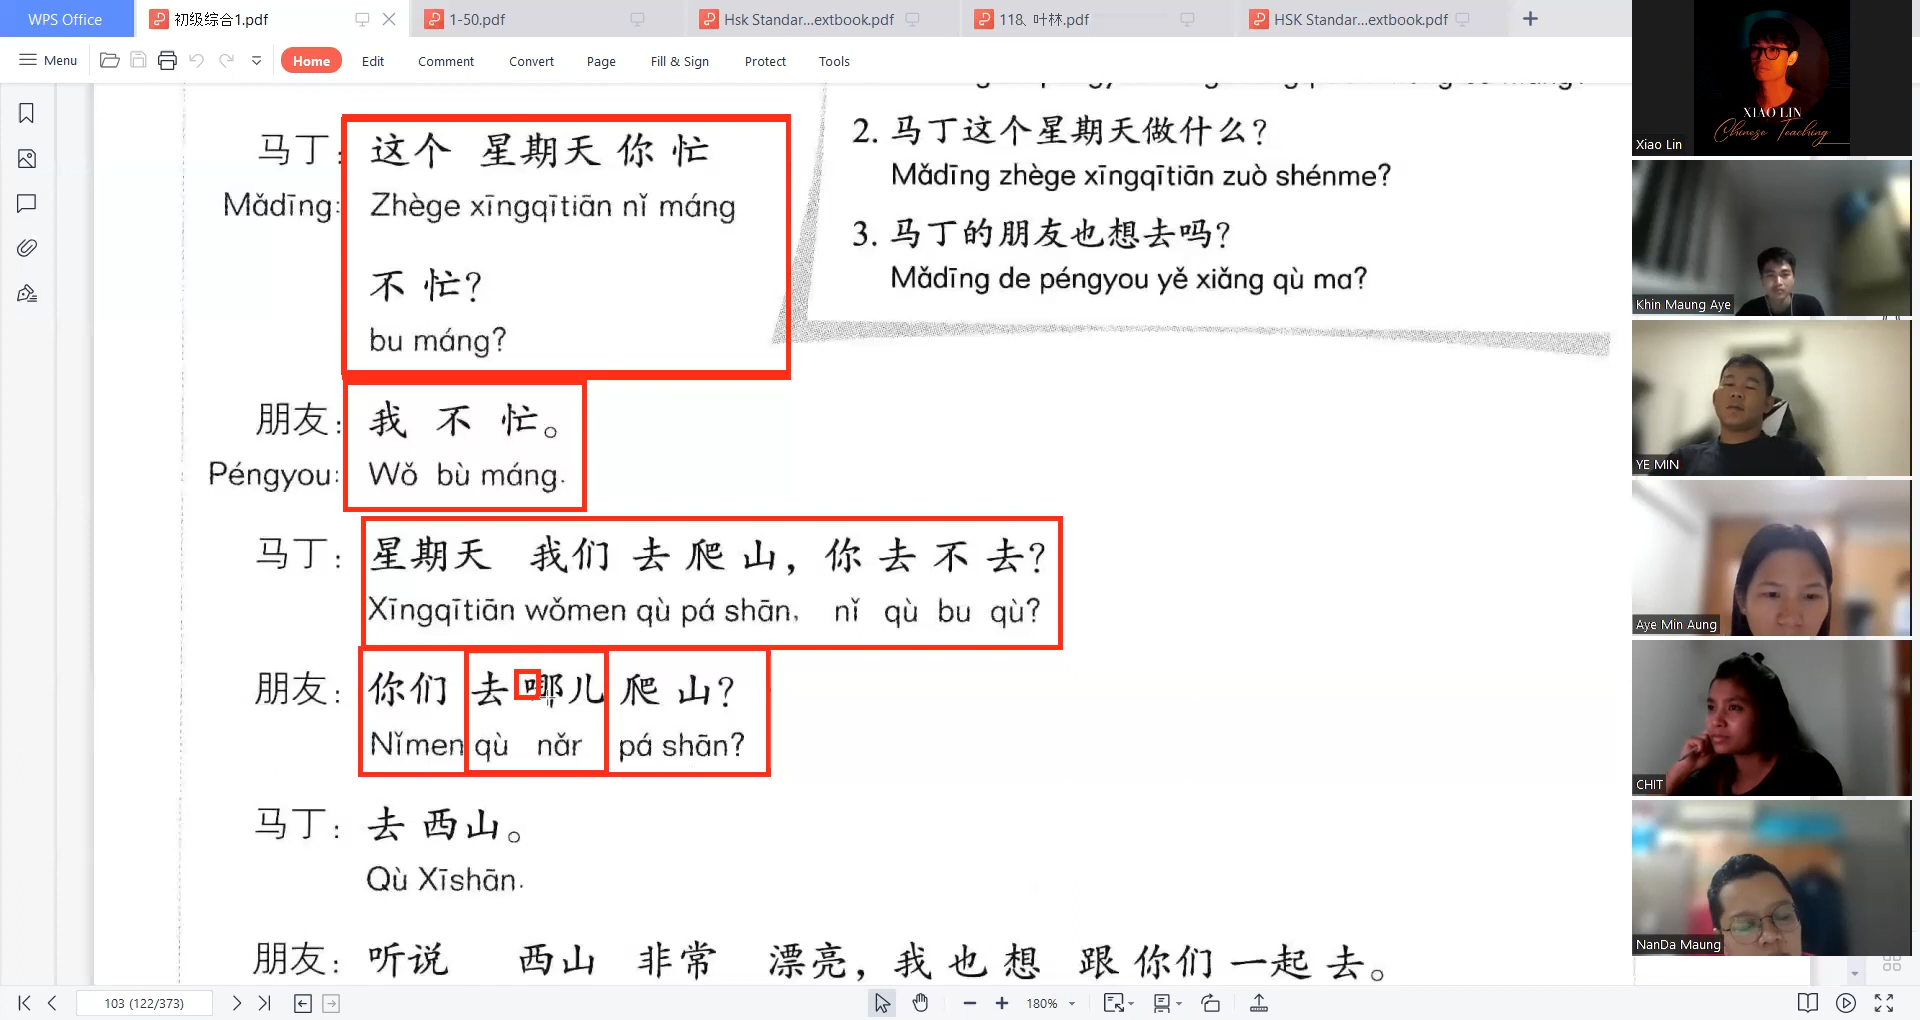 WPS Office
初级综合1.pdf
1-50.pdf
Hsk Standar...extbook.pdf
118、叶林.pdf
HSK Standar...extbook.pdf
Menu
Home
Edit
Comment
Convert
Page
Fill & Sign
Protect
Tools
马丁: 这个 星期天 你 忙
Mǎdīng: Zhège xīngqītiān nǐ máng
不 忙?
bu máng?
朋友: 我 不 忙。
Péngyou: Wǒ bù máng.
马丁: 星期天 我们 去 爬 山, 你 去 不 去?
Xīngqītiān wǒmen qù pá shān, nǐ qù bu qù?
朋友: 你们 去 哪儿 爬 山?
Nǐmen qù nǎr pá shān?
马丁: 去 西山。
Qù Xīshān.
朋友: 听说 西山 非常 漂亮, 我 也 想 跟 你们 一起 去。
2. 马丁这个星期天做什么?
Mǎdīng zhège xīngqītiān zuò shénme?
3. 马丁的朋友也想去吗?
Mǎdīng de péngyou yě xiǎng qù ma?
103 (122/373)
180%
XIAO LIN
Chinese Teaching
Xiao Lin
Khin Maung Aye
YE MIN
Aye Min Aung
CHIT
NanDa Maung